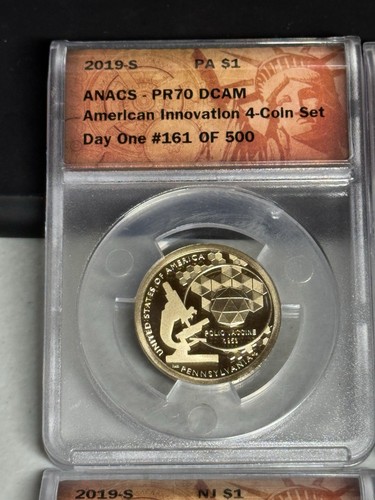 2019-S PA $1
ANACS - PR70 DCAM
American Innovation 4-Coin Set
Day One #161 OF 500
UNITED STATES OF AMERICA
POLIO VACCINE
PENNSYLVANIA
2019-S NJ $1